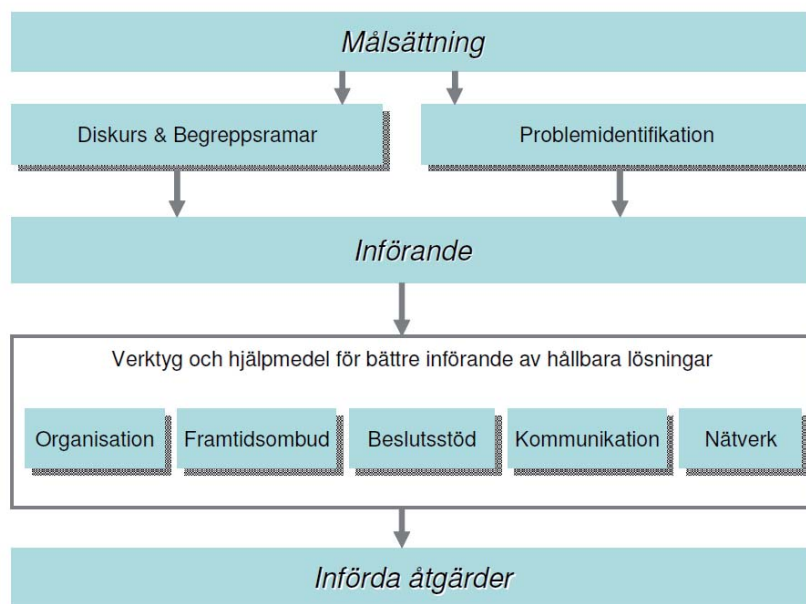 Målsättning
Diskurs & Begreppsramar
Problemidentifikation
Införande
Verktyg och hjälpmedel för bättre införande av hållbara lösningar
Organisation
Framtidsombud
Beslutsstöd
Kommunikation
Nätverk
Införda åtgärder